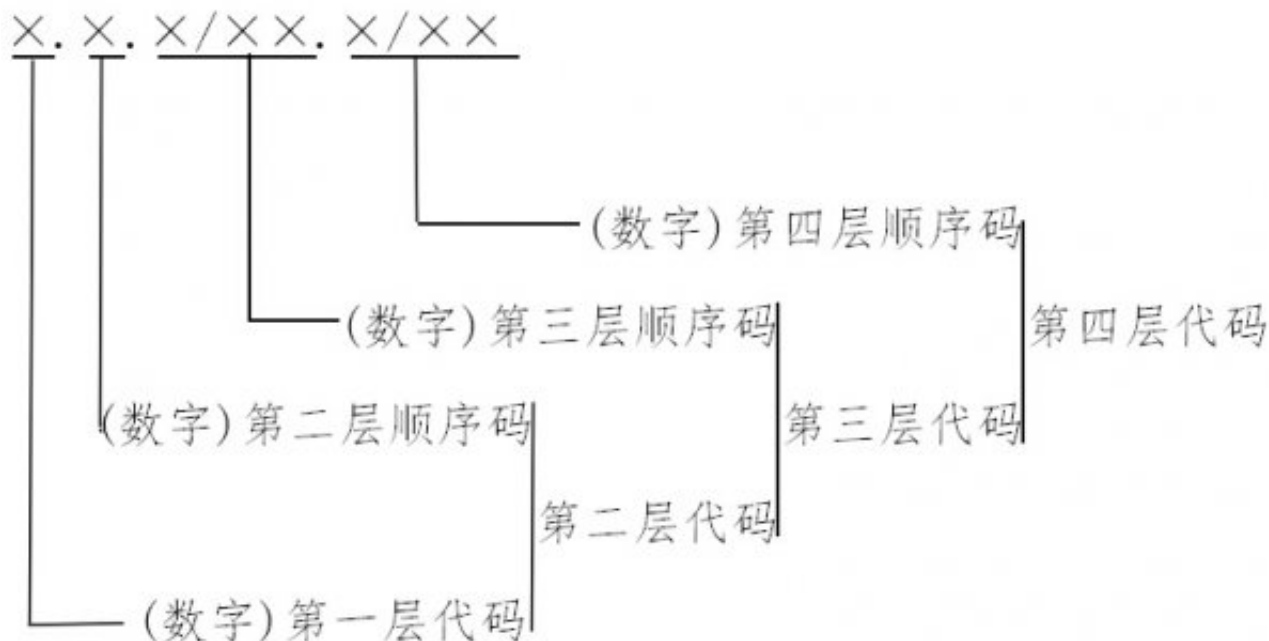 ×.×.×/××.×/××
(数字)第四层顺序码
(数字)第三层顺序码
第四层代码
(数字)第二层顺序码
第三层代码
第二层代码
(数字)第一层代码